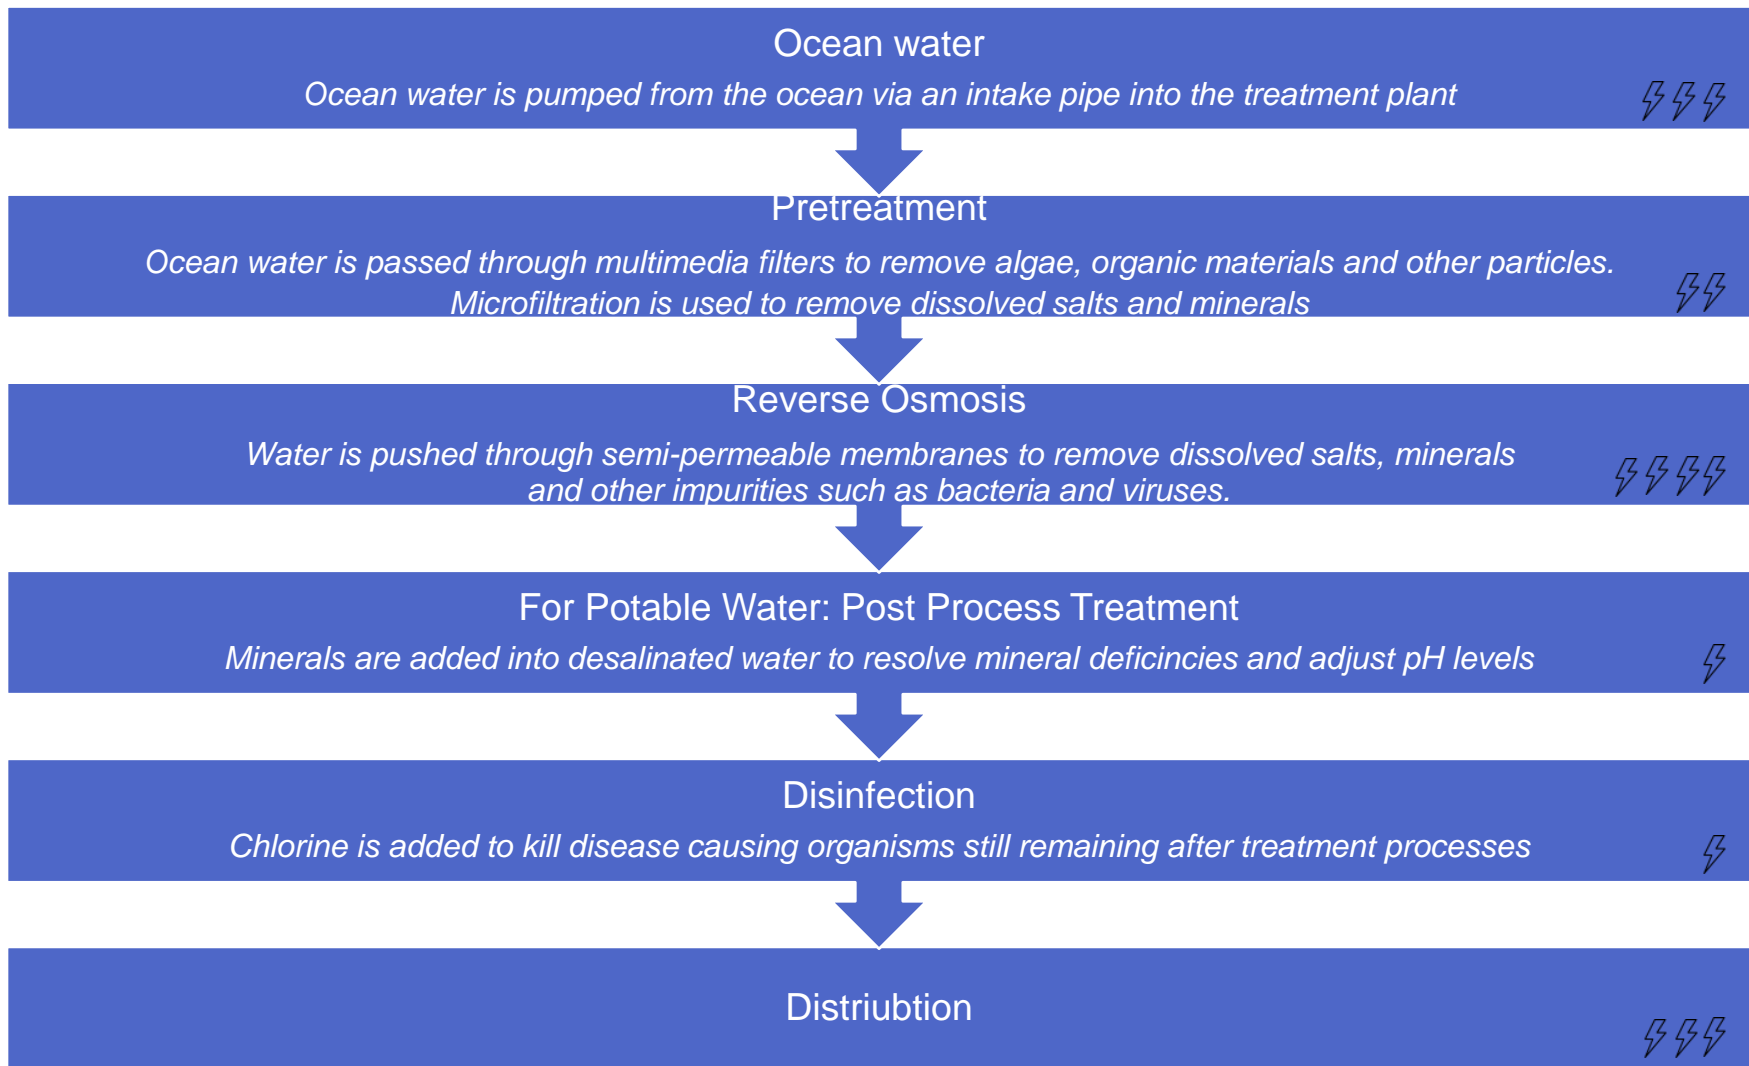 Ocean water
Ocean water is pumped from the ocean via an intake pipe into the treatment plant
Pretreatment
Ocean water is passed through multimedia filters to remove algae, organic materials and other particles.
Microfiltration is used to remove dissolved salts and minerals
Reverse Osmosis
Water is pushed through semi-permeable membranes to remove dissolved salts, minerals
and other impurities such as bacteria and viruses.
For Potable Water: Post Process Treatment
Minerals are added into desalinated water to resolve mineral deficincies and adjust pH levels
Disinfection
Chlorine is added to kill disease causing organisms still remaining after treatment processes
Distriubtion